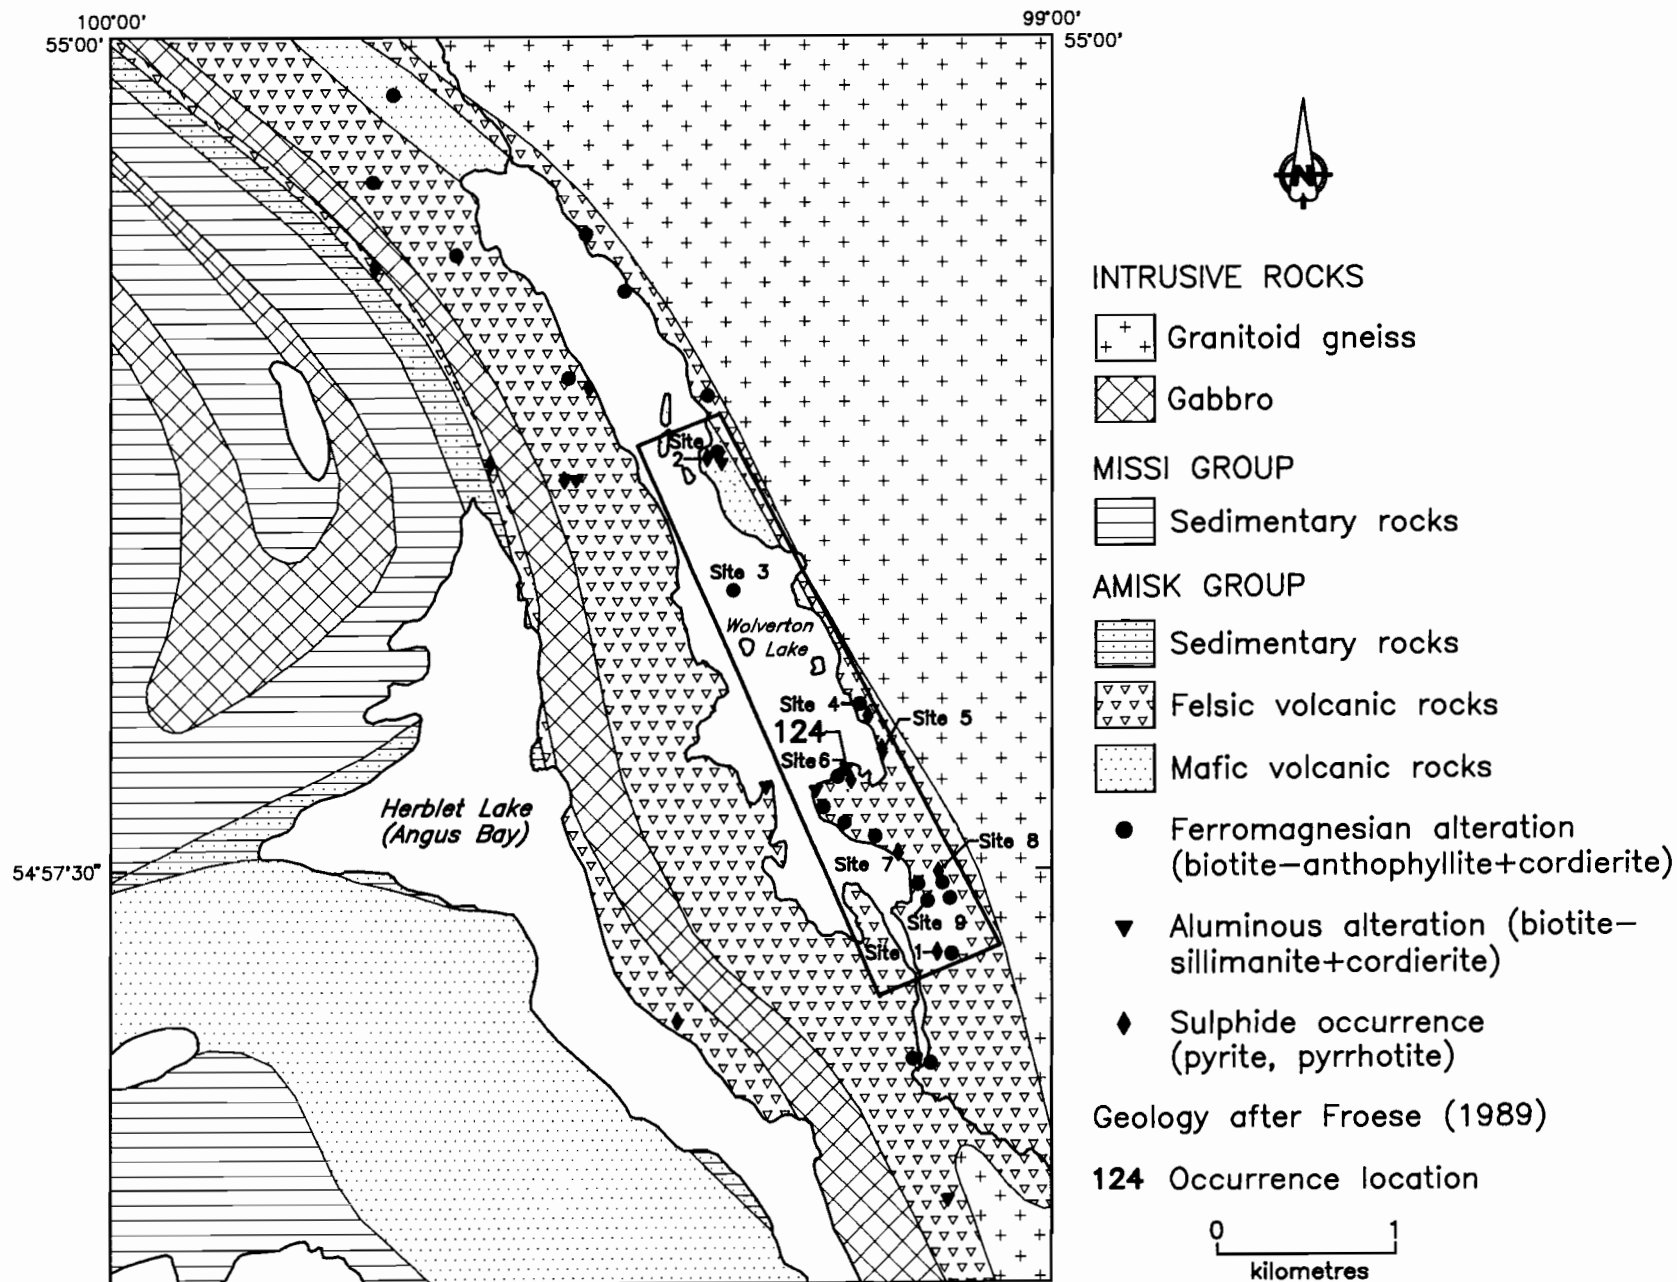 100°00'
99°00'
55°00'
55°00'
N
INTRUSIVE ROCKS
Granitoid gneiss
Gabbro
MISSI GROUP
Sedimentary rocks
AMISK GROUP
Sedimentary rocks
Felsic volcanic rocks
Mafic volcanic rocks
Ferromagnesian alteration
(biotite–anthophyllite+cordierite)
Aluminous alteration (biotite–
sillimanite+cordierite)
Sulphide occurrence
(pyrite, pyrrhotite)
Geology after Froese (1989)
124 Occurrence location
0 1
kilometres
Site
2
Site 3
Wolverton
Lake
Site 4
Site 5
124
Site 6
Herblet Lake
(Angus Bay)
Site 8
Site 7
54°57'30"
Site 9
Site 1